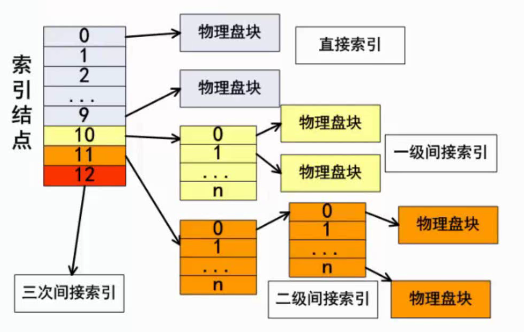 索引结点
0
1
2
...
9
10
11
12
物理盘块
物理盘块
直接索引
0
1
...
n
物理盘块
物理盘块
一级间接索引
0
1
...
n
0
1
...
n
物理盘块
物理盘块
二级间接索引
三次间接索引